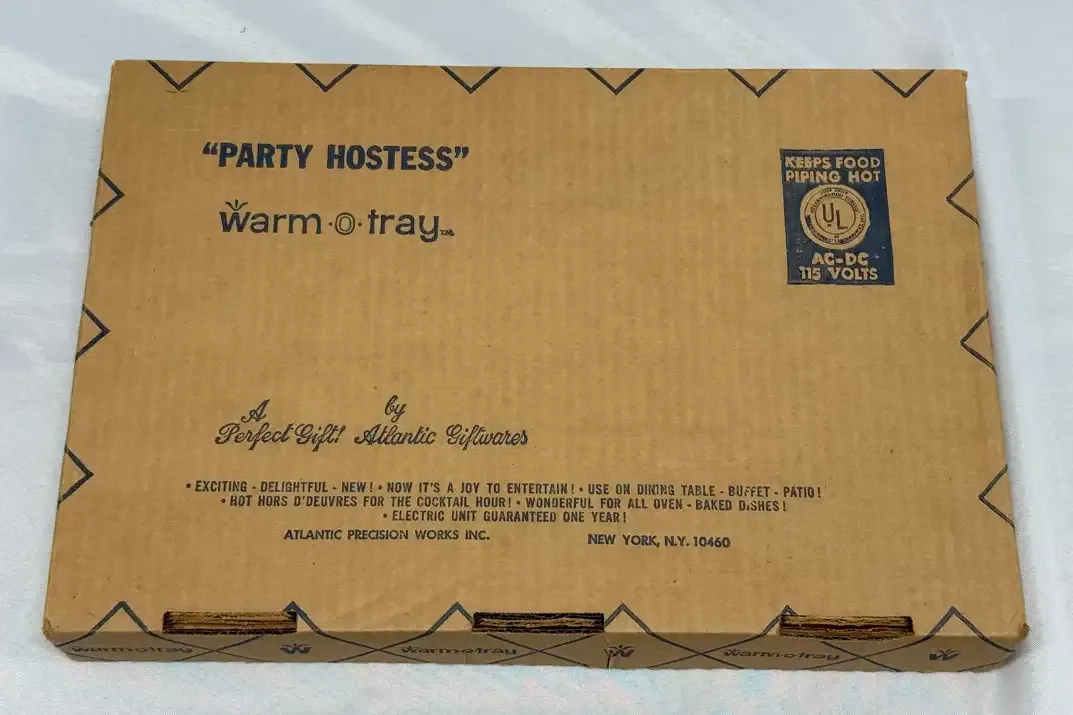 "PARTY HOSTESS"
Warm·O·tray TM
KEEPS FOOD
PIPING HOT
UL
AC-DC
115 VOLTS
A
Perfect Gift!
by
Atlantic Giftwares
• EXCITING - DELIGHTFUL - NEW! • NOW IT'S A JOY TO ENTERTAIN! • USE ON DINING TABLE - BUFFET - PATIO!
• HOT HORS D'DEUVRES FOR THE COCKTAIL HOUR! • WONDERFUL FOR ALL OVEN - BAKED DISHES!
• ELECTRIC UNIT GUARANTEED ONE YEAR!
ATLANTIC PRECISION WORKS INC. NEW YORK, N.Y. 10460
Warm·o·tray W Warm·o·tray W Warm·o·tray W